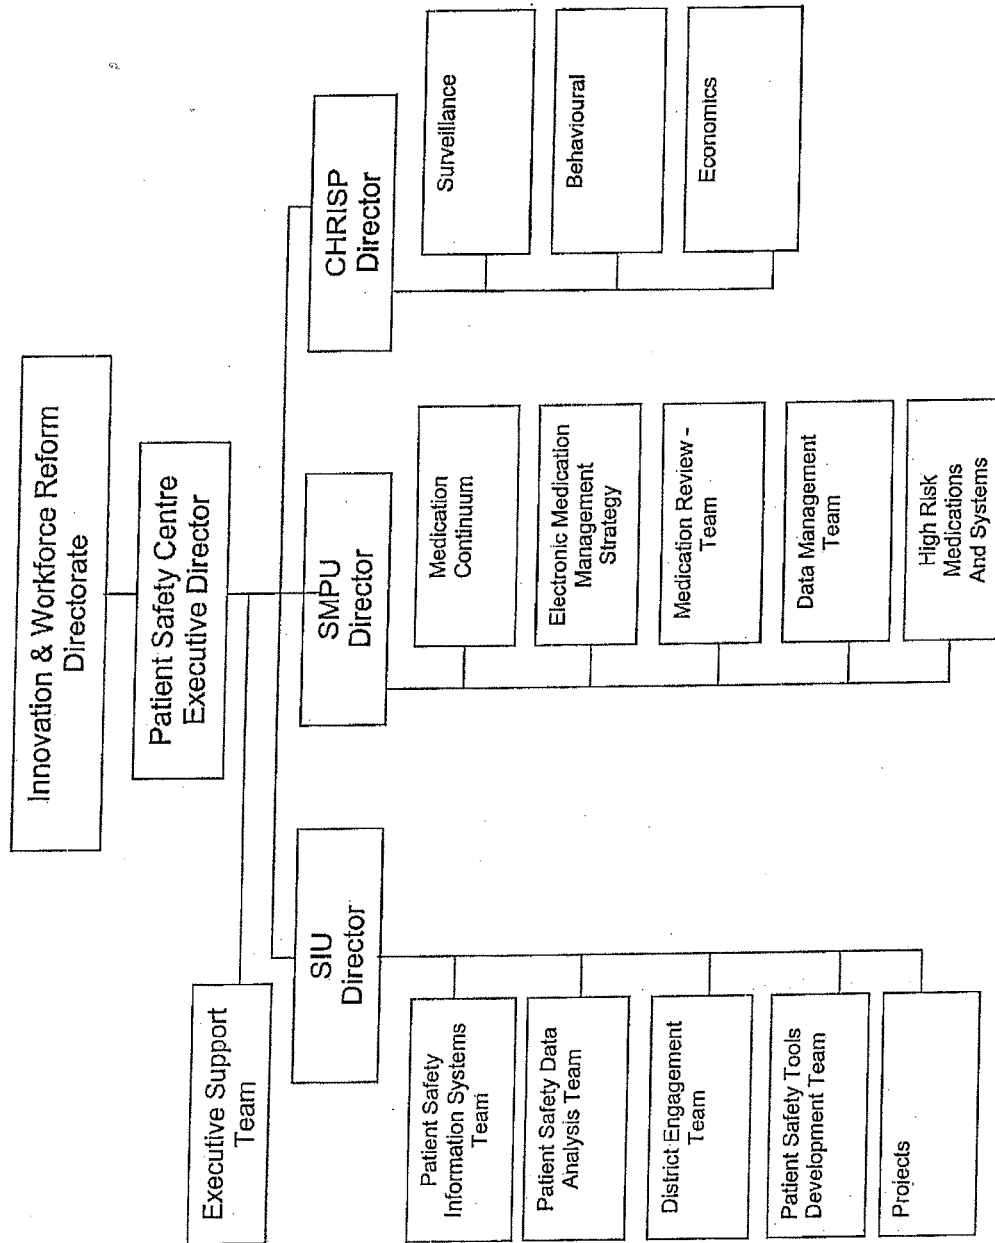 Innovation & Workforce Reform
Directorate
Patient Safety Centre
Executive Director
Executive Support
Team
SIU
Director
Patient Safety
Information Systems
Team
Patient Safety Data
Analysis Team
District Engagement
Team
Patient Safety Tools
Development Team
Projects
SMPU
Director
Medication
Continuum
Electronic Medication
Management
Strategy
Medication Review -
Team
Data Management
Team
High Risk
Medications
And Systems
CHRISP
Director
Surveillance
Behavioural
Economics